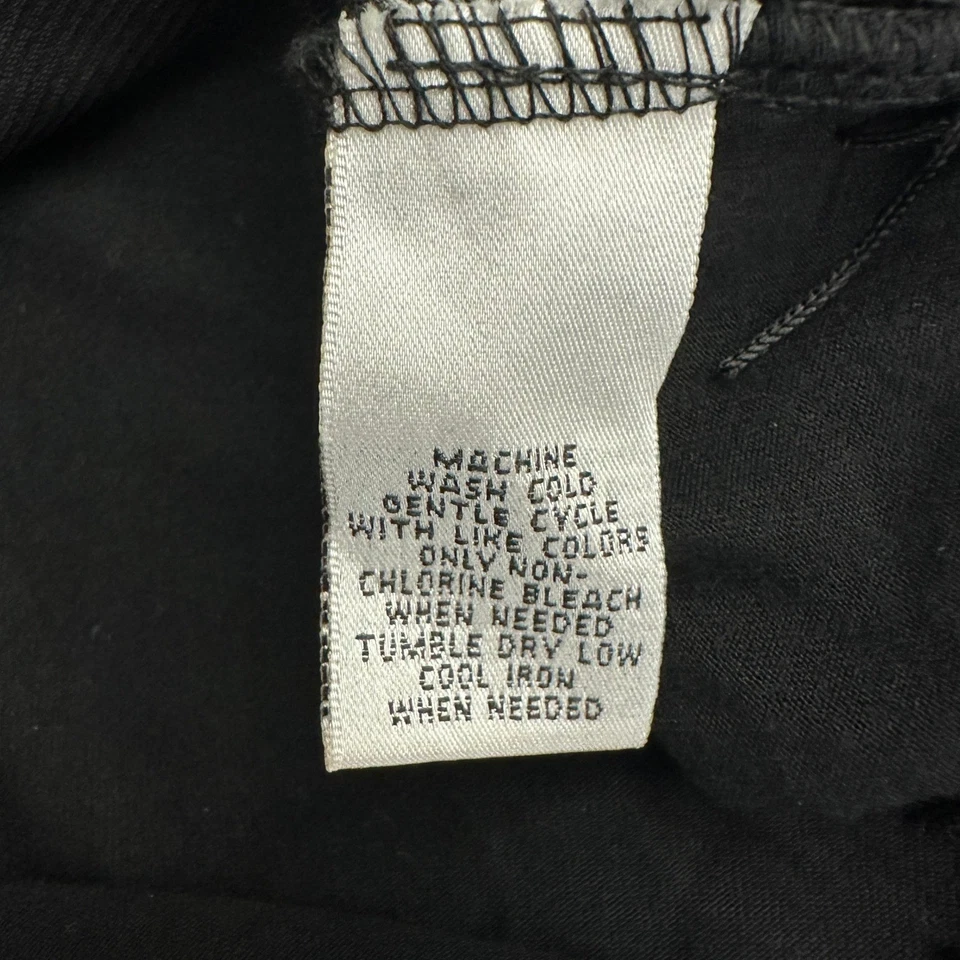 MACHINE
WASH COLD
GENTLE CYCLE
WITH LIKE COLORS
ONLY NON-
CHLORINE BLEACH
WHEN NEEDED
TUMBLE DRY LOW
COOL IRON
WHEN NEEDED